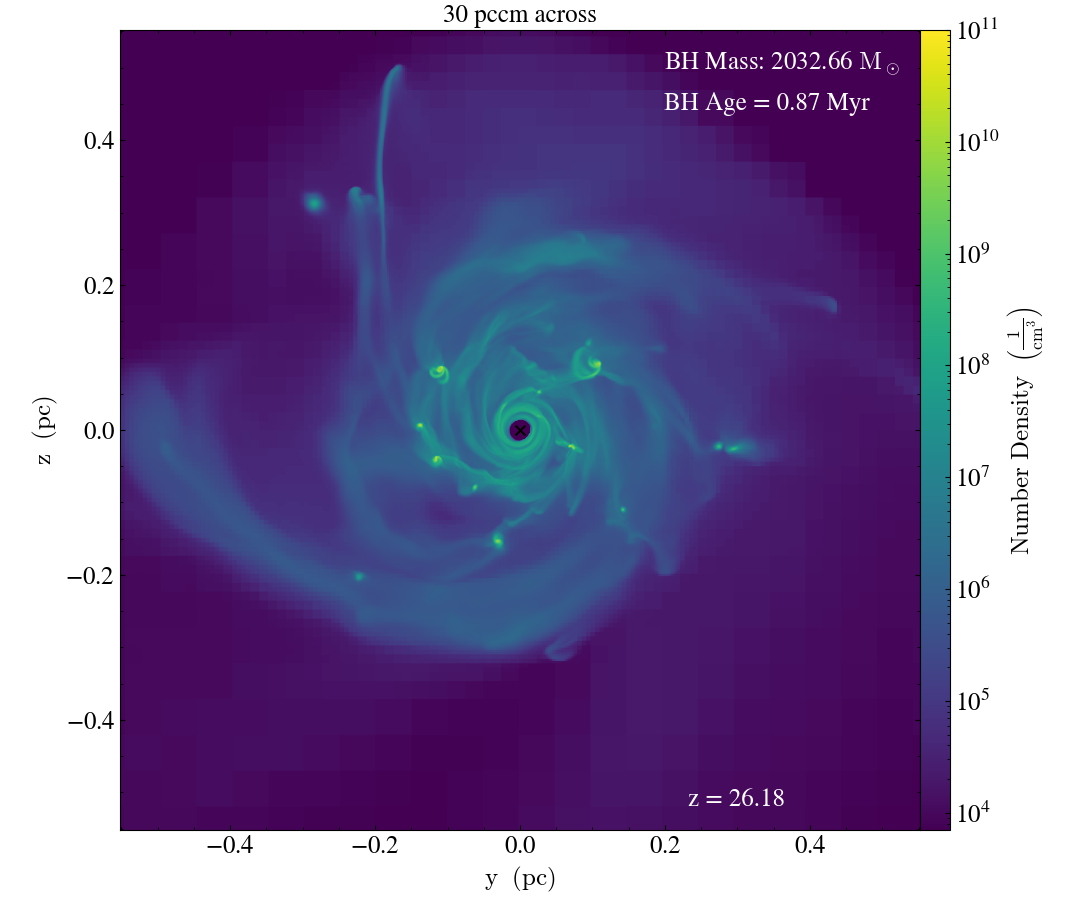 30 pccm across
BH Mass: 2032.66 M⊙
BH Age = 0.87 Myr
z = 26.18
0.4
0.2
0.0
−0.2
−0.4
z (pc)
−0.4
−0.2
0.0
0.2
0.4
y (pc)
10¹¹
10¹⁰
10⁹
10⁸
10⁷
10⁶
10⁵
10⁴
Number Density (1/cm³)